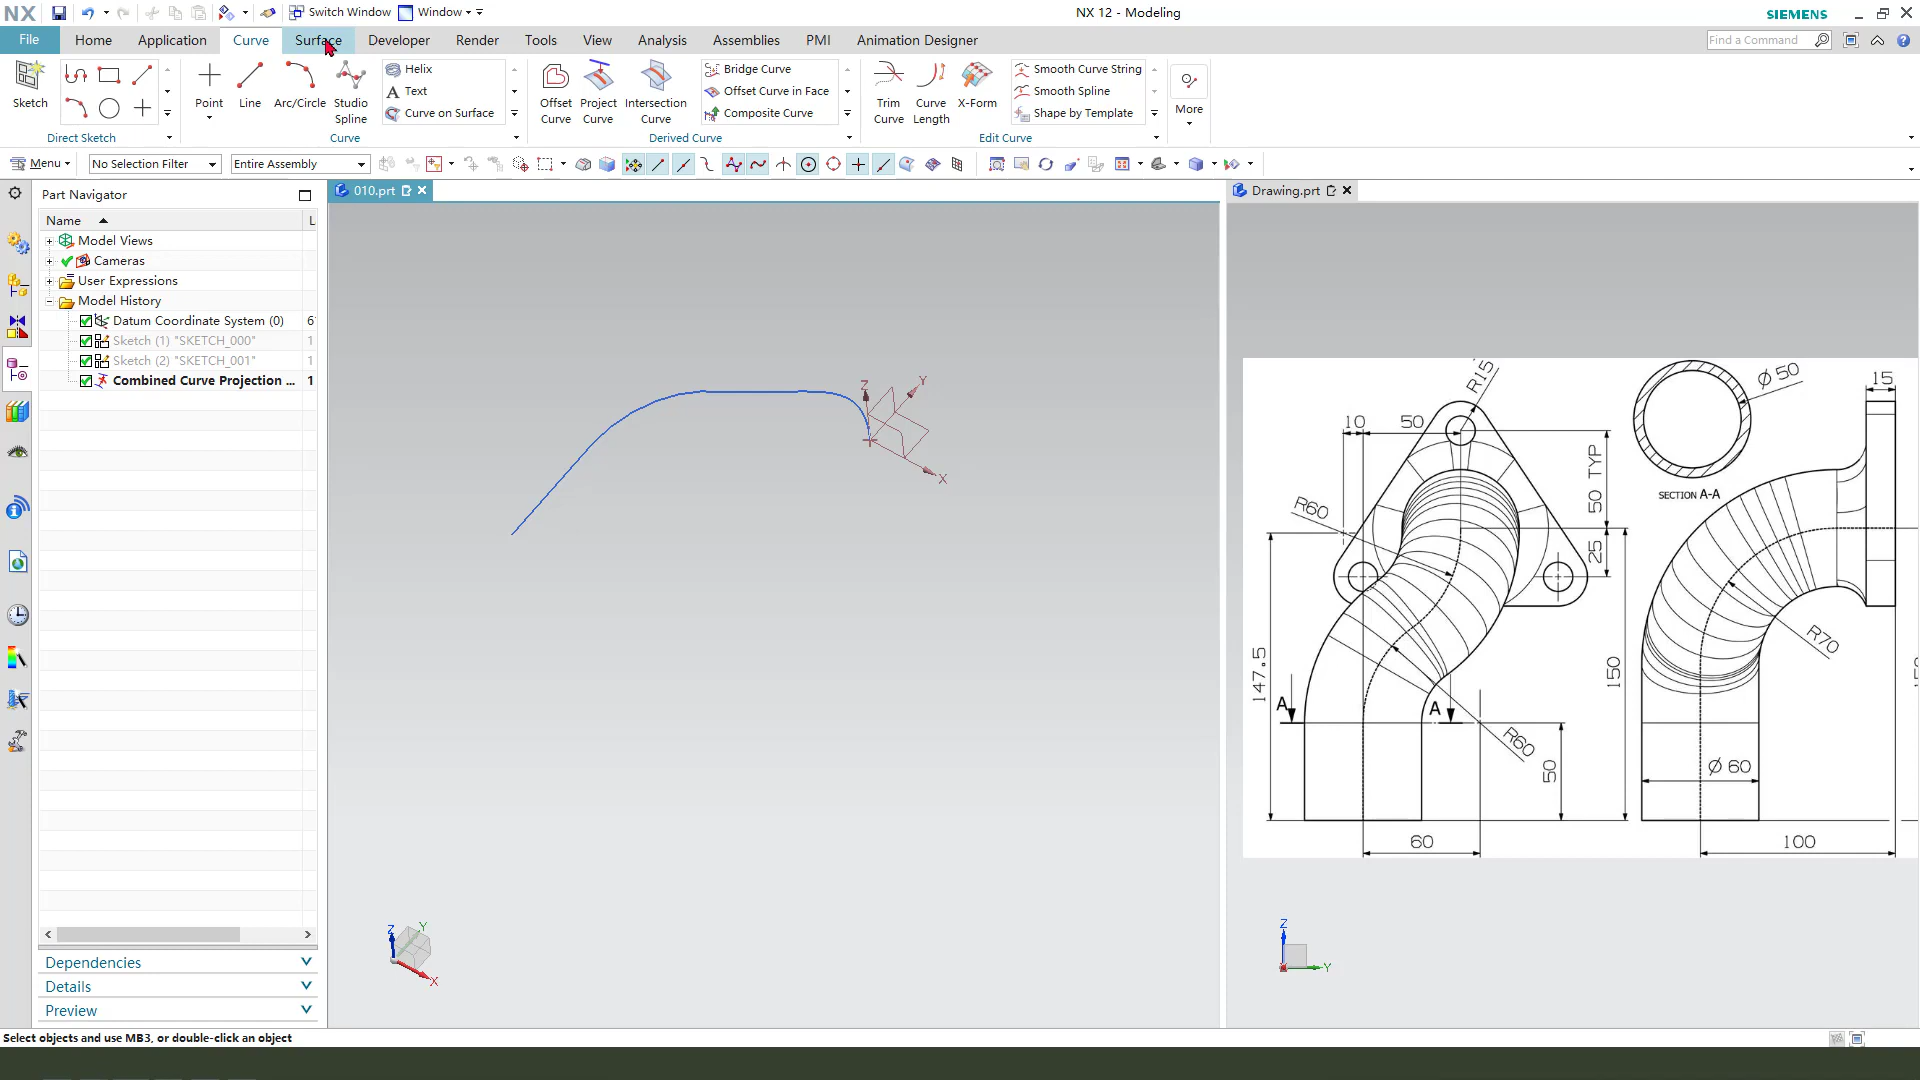 NX
Switch Window
Window
NX 12 - Modeling
SIEMENS
File
Home
Application
Curve
Surface
Developer
Render
Tools
View
Analysis
Assemblies
PMI
Animation Designer
Find a Command
Sketch
Point
Line
Arc/Circle
Studio Spline
Helix
Text
Curve on Surface
Offset Curve
Project Curve
Intersection Curve
Bridge Curve
Offset Curve in Face
Composite Curve
Trim Curve
Curve Length
X-Form
Smooth Curve String
Smooth Spline
Shape by Template
More
Direct Sketch
Curve
Derived Curve
Edit Curve
Menu
No Selection Filter
Entire Assembly
Part Navigator
010.prt
Drawing.prt
Name
L
Model Views
Cameras
User Expressions
Model History
Datum Coordinate System (0)
6
Sketch (1) "SKETCH_000"
1
Sketch (2) "SKETCH_001"
1
Combined Curve Projection ...
1
Z
Y
X
R15
Ø 50
15
10
50
50 TYP
SECTION A-A
R60
25
R70
147.5
150
A
A
R60
Ø 60
50
60
100
Z
Y
X
Z
Y
Dependencies
Details
Preview
Select objects and use MB3, or double-click an object